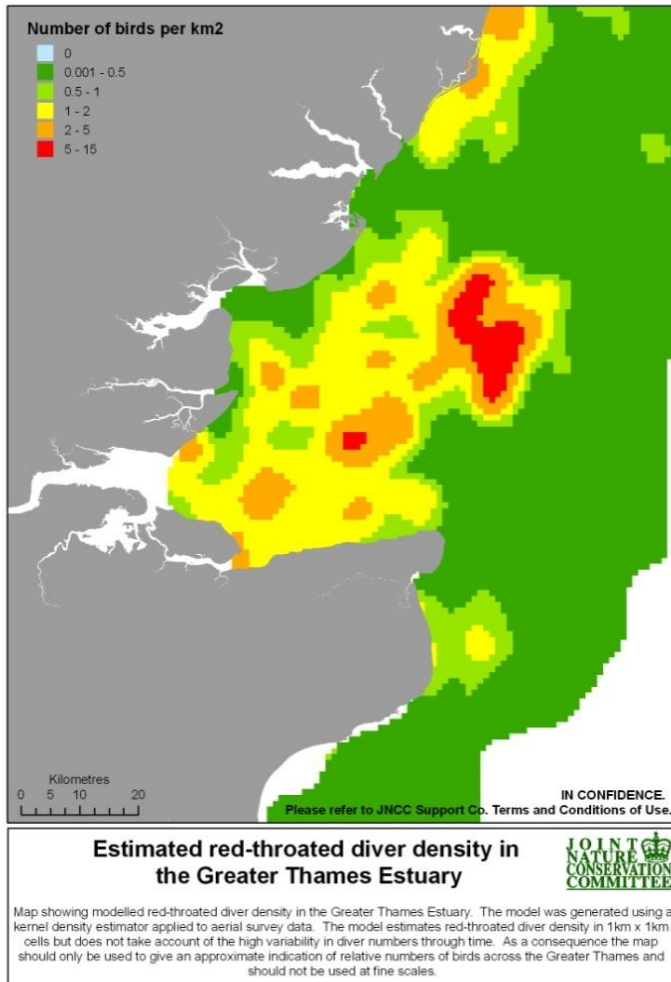 Number of birds per km2
0
0.001 - 0.5
0.5 - 1
1 - 2
2 - 5
5 - 15
Kilometres
0 5 10 20
IN CONFIDENCE.
Please refer to JNCC Support Co. Terms and Conditions of Use.
Estimated red-throated diver density in
the Greater Thames Estuary
JOINT
NATURE
CONSERVATION
COMMITTEE
Map showing modelled red-throated diver density in the Greater Thames Estuary. The model was generated using a
kernel density estimator applied to aerial survey data. The model estimates red-throated diver density in 1km x 1km
cells but does not take account of the high variability in diver numbers through time. As a consequence the map
should only be used to give an approximate indication of relative numbers of birds across the Greater Thames and
should not be used at fine scales.